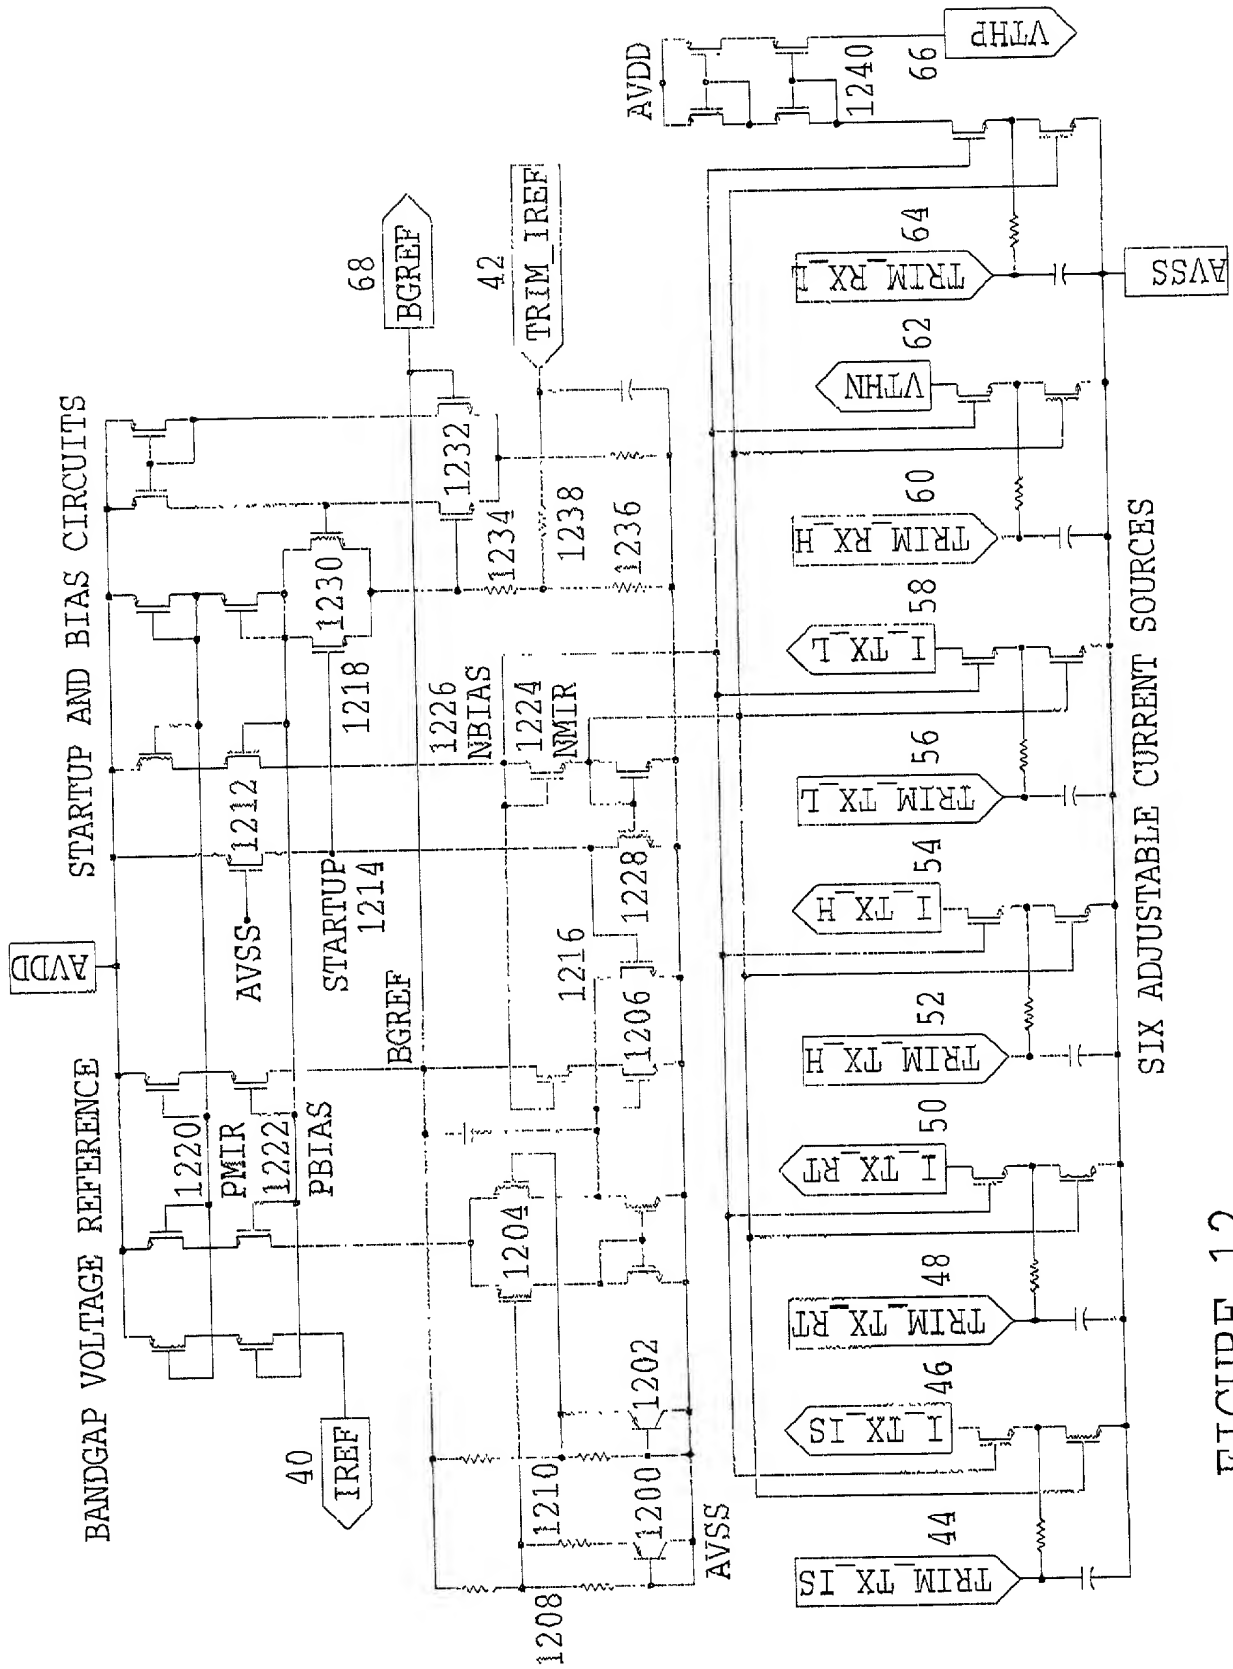 BANDGAP VOLTAGE REFERENCE
AVDD
STARTUP AND BIAS CIRCUITS
40
IREF
1220
PMIR
1222
PBIAS
AVSS
1212
STARTUP
1214
1218
1230
BGREF
68
BGREF
1226
NBIAS
1232
42
TRIM_IREF
1204
1224
NMIR
1234
1238
1236
1216
1206
1228
1208
1210
1200
1202
AVSS
AVDD
1240
66
VTHP
44
TRIM_TX_IS
46
I_TX_IS
48
TRIM_TX_RT
50
I_TX_RT
52
TRIM_TX_H
54
I_TX_H
56
TRIM_TX_L
58
I_TX_L
60
TRIM_RX_H
62
VTHN
64
TRIM_RX_L
AVSS
SIX ADJUSTABLE CURRENT SOURCES
FIGURE 12